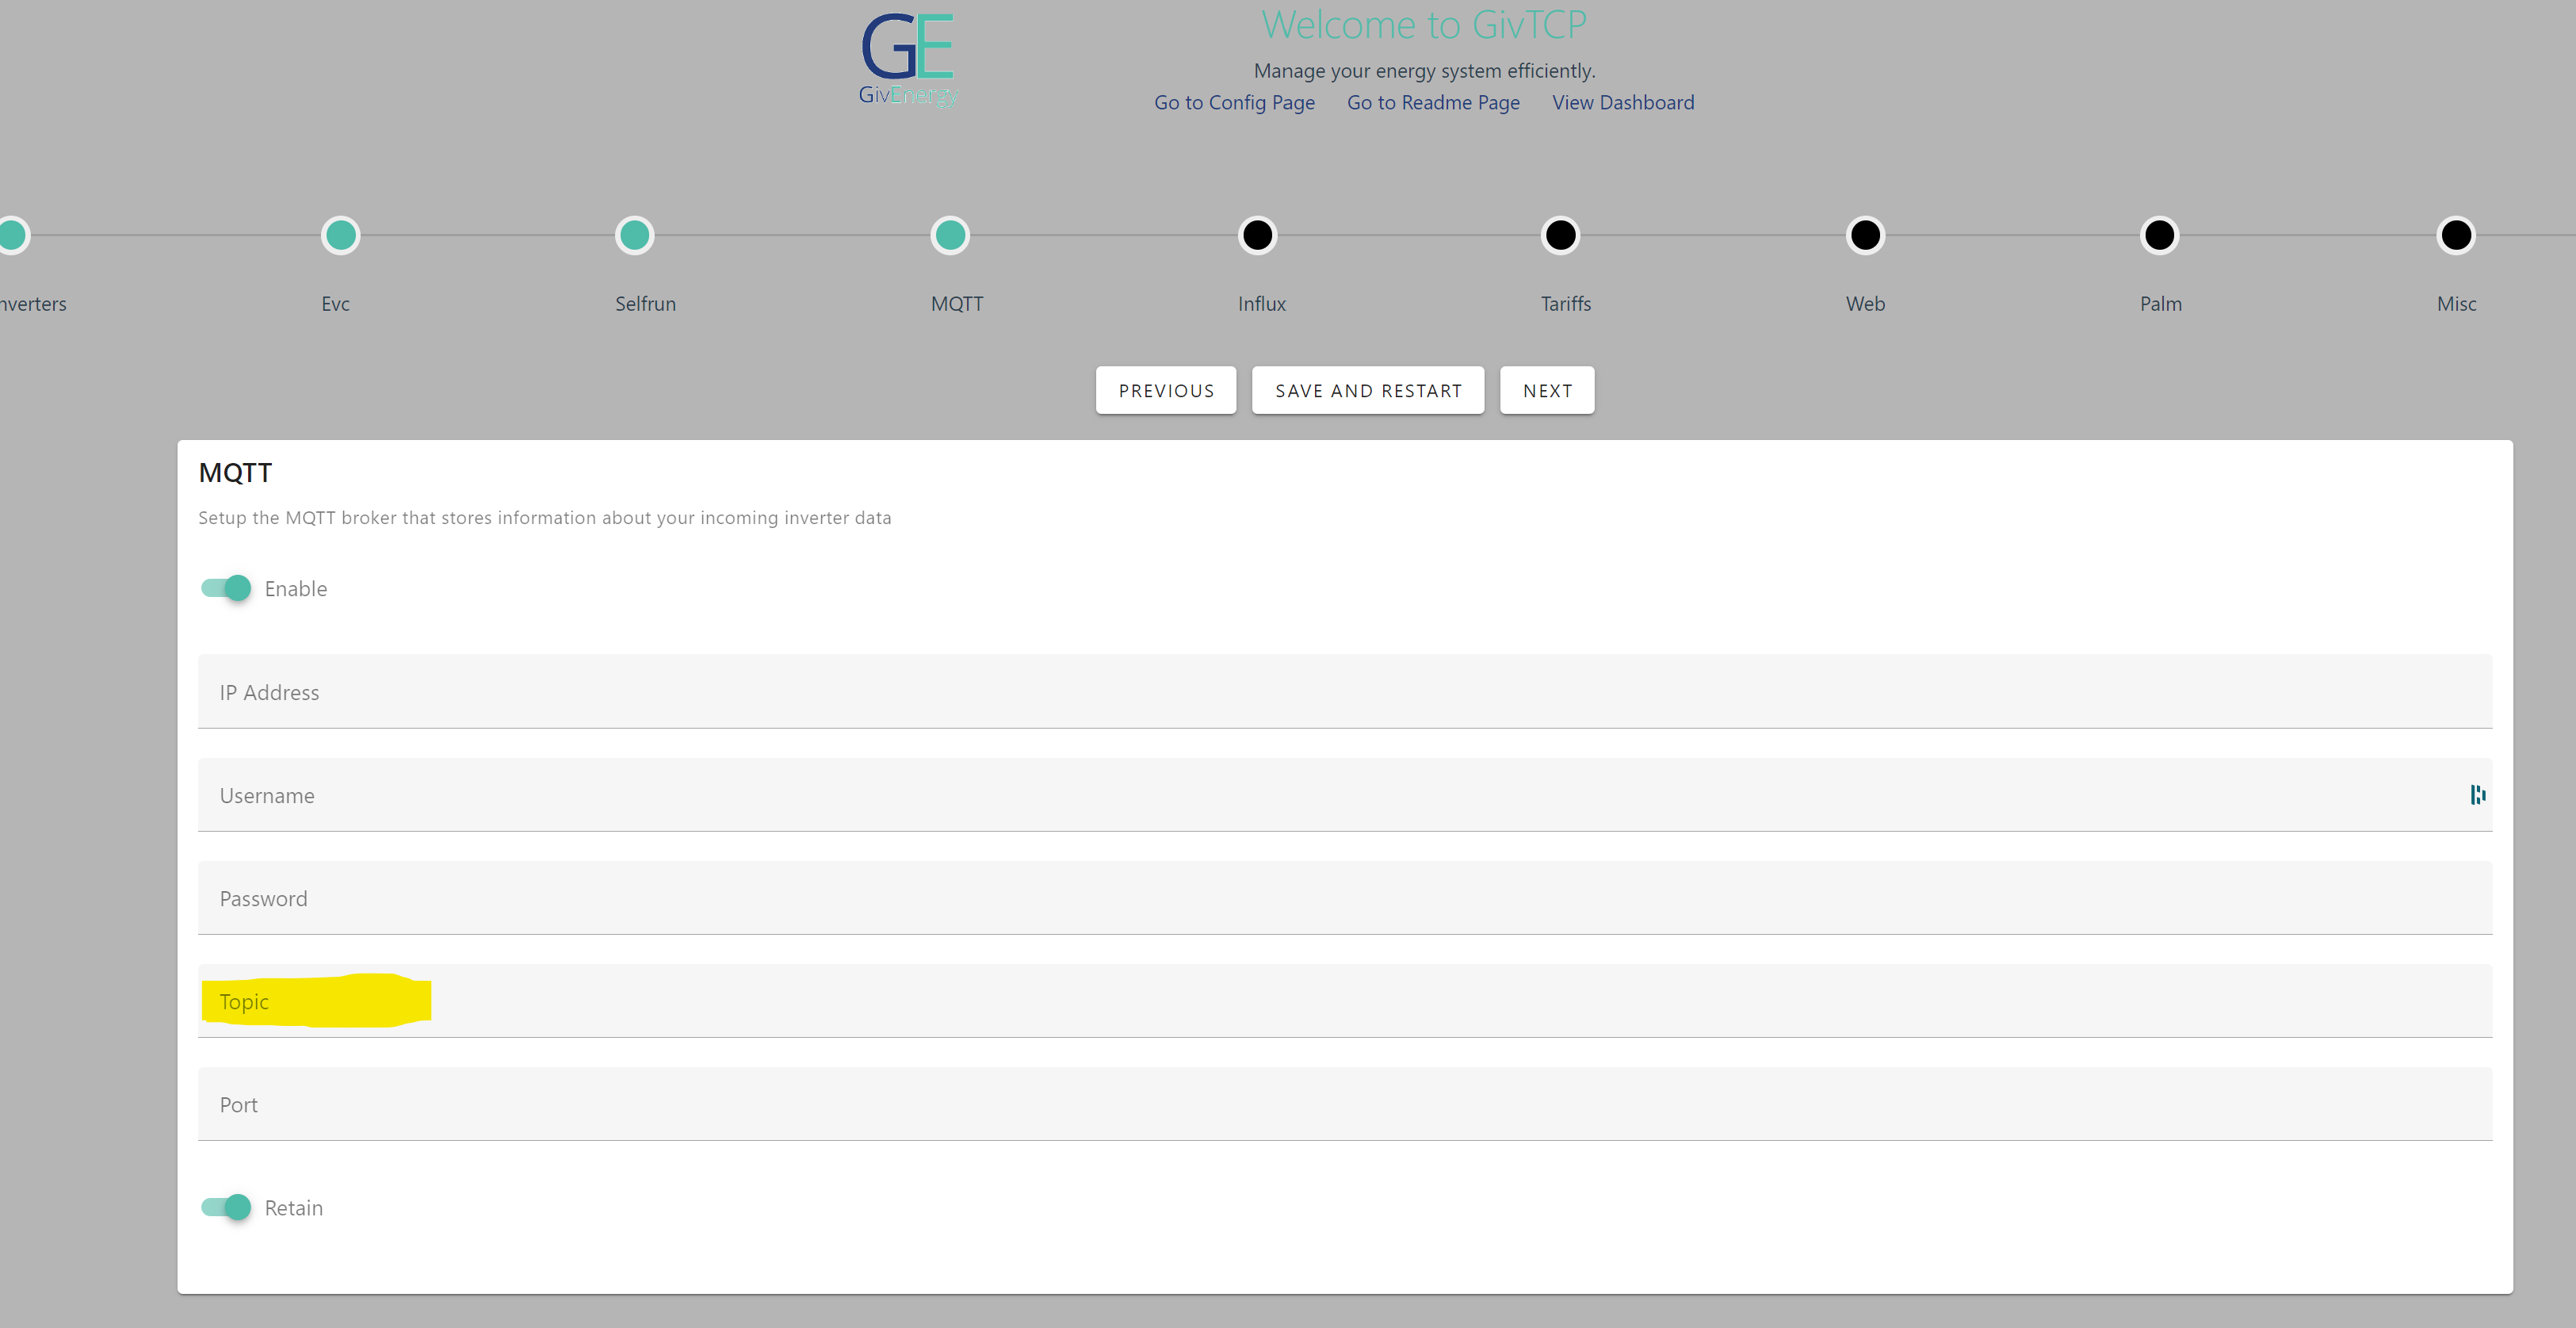 GE
GivEnergy
Welcome to GivTCP
Manage your energy system efficiently.
Go to Config Page Go to Readme Page View Dashboard
nverters Evc Selfrun MQTT Influx Tariffs Web Palm Misc
PREVIOUS SAVE AND RESTART NEXT
MQTT
Setup the MQTT broker that stores information about your incoming inverter data
Enable
IP Address
Username
Password
Topic
Port
Retain